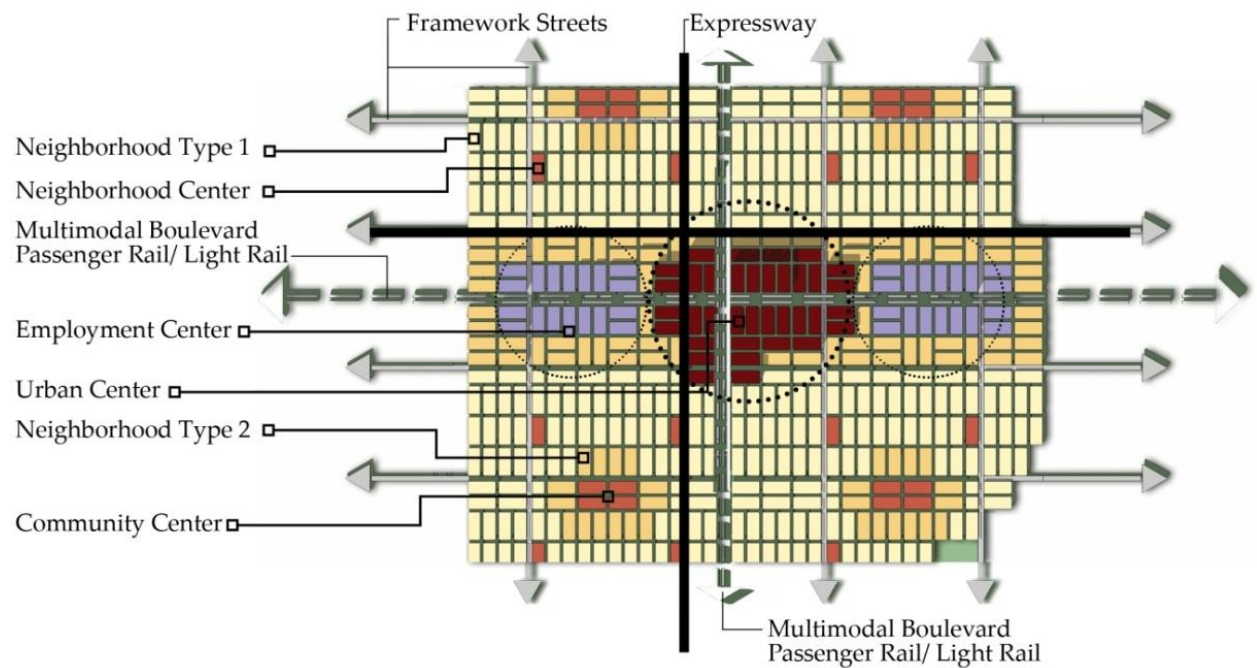 Framework Streets
Expressway
Neighborhood Type 1
Neighborhood Center
Multimodal Boulevard
Passenger Rail/ Light Rail
Employment Center
Urban Center
Neighborhood Type 2
Community Center
Multimodal Boulevard
Passenger Rail/ Light Rail